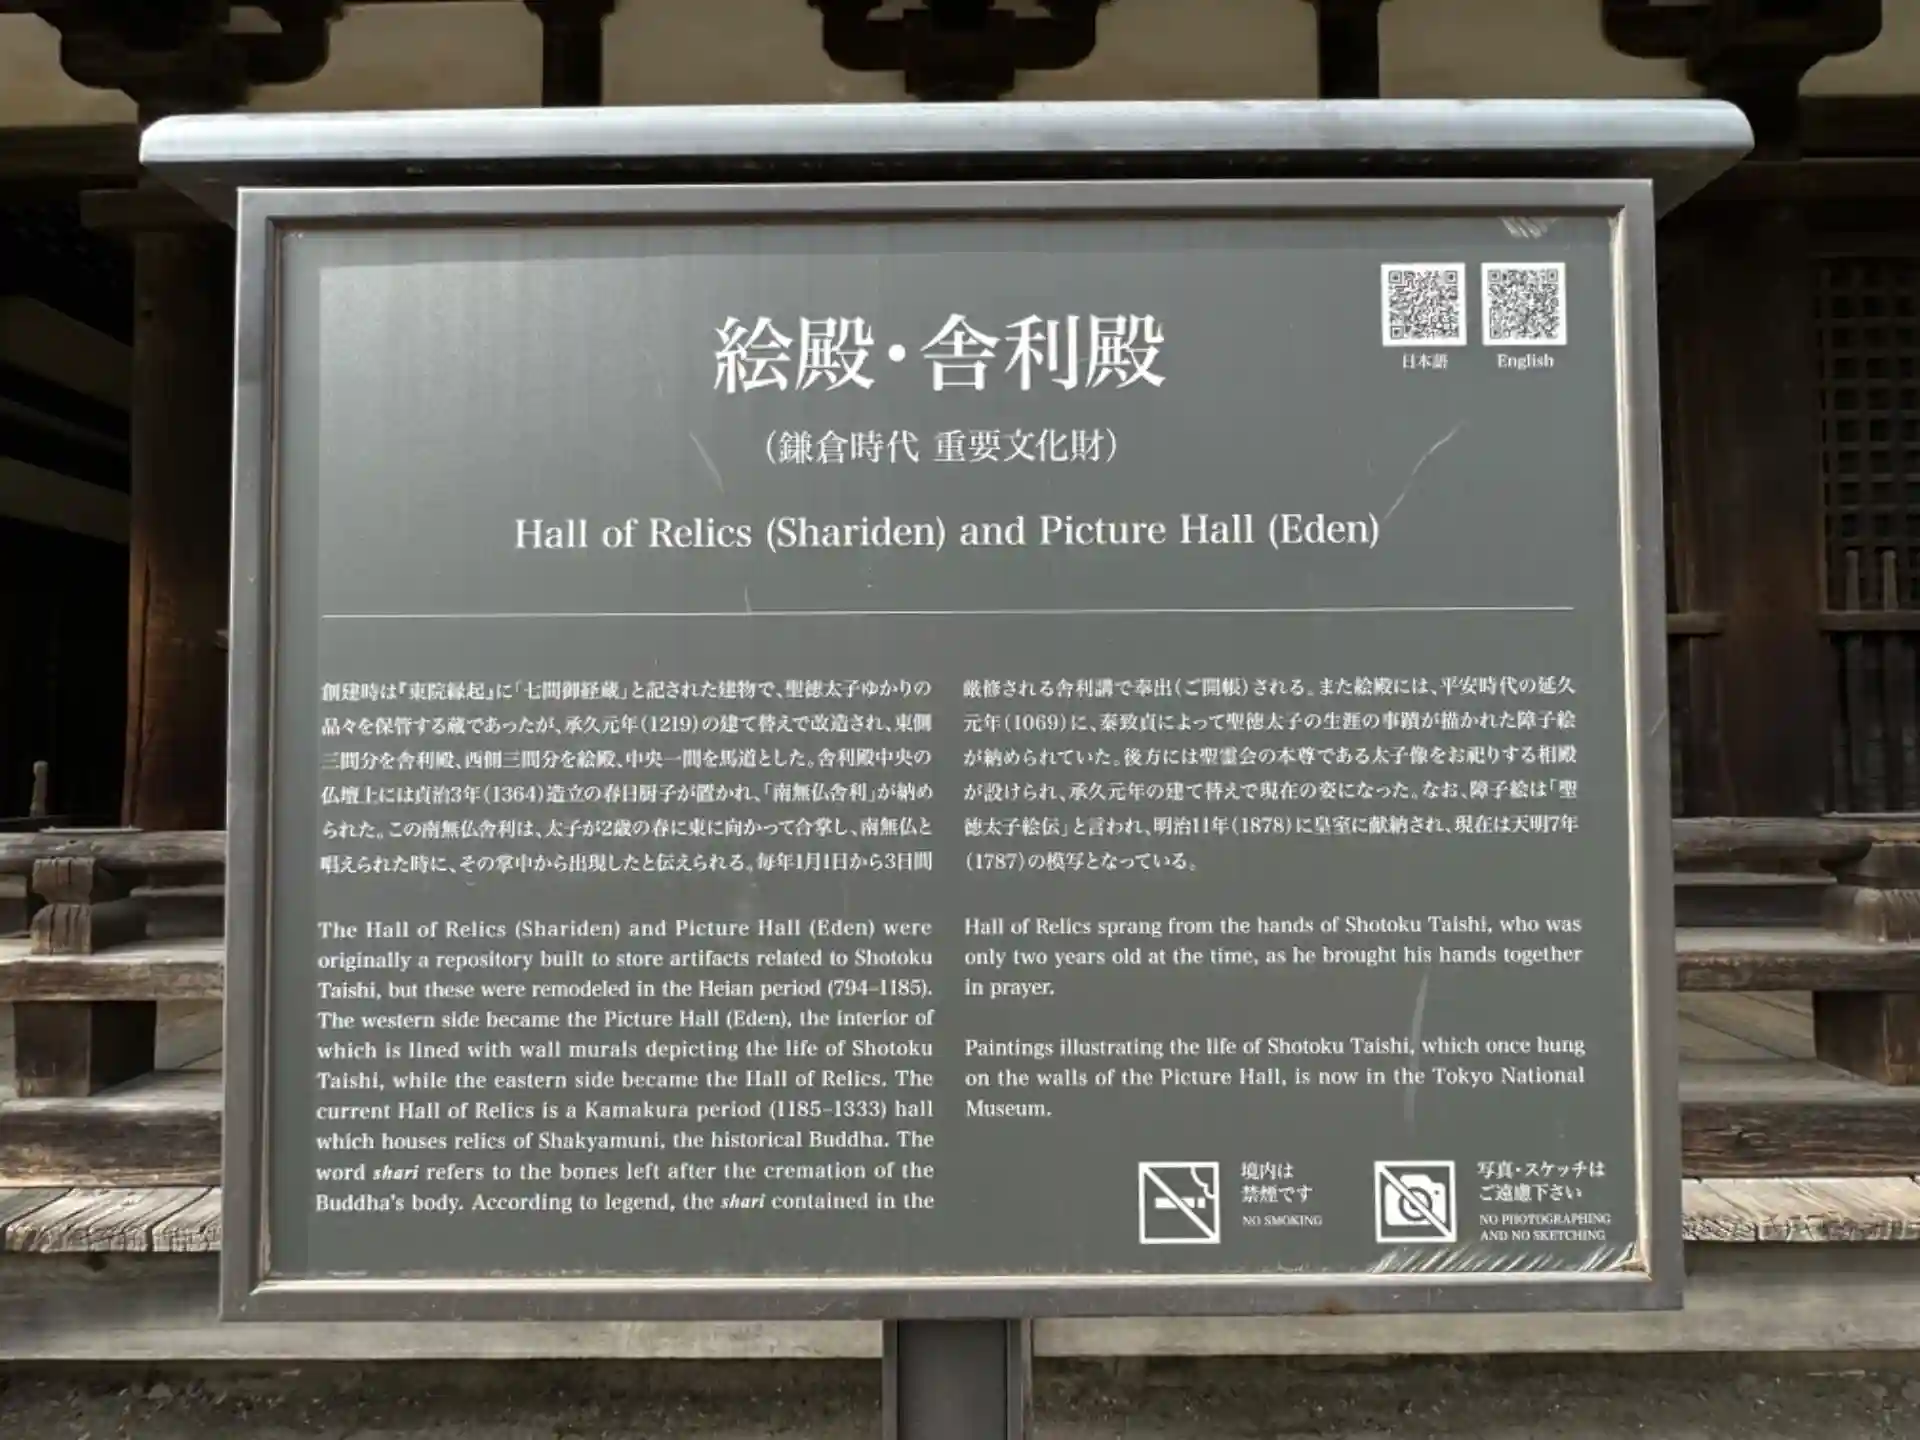 絵殿・舎利殿
日本語
English
（鎌倉時代 重要文化財）
Hall of Relics (Shariden) and Picture Hall (Eden)
創建時は『東院縁起』に「七間御経蔵」と記された建物で、聖徳太子ゆかりの
品々を保管する蔵であったが、承久元年（1219）の建て替えで改造され、東側
三間分を舎利殿、西側三間分を絵殿、中央一間を馬道とした。舎利殿中央の
仏壇上には貞治3年（1364）造立の春日厨子が置かれ、「南無仏舎利」が納め
られた。この南無仏舎利は、太子が2歳の春に東に向かって合掌し、南無仏と
唱えられた時に、その掌中から出現したと伝えられる。毎年1月1日から3日間
厳修される舎利講で奉出（ご開帳）される。また絵殿には、平安時代の延久
元年（1069）に、秦致貞によって聖徳太子の生涯の事蹟が描かれた障子絵
が納められていた。後方には聖霊会の本尊である太子像をお祀りする相殿
が設けられ、承久元年の建て替えで現在の姿になった。なお、障子絵は「聖
徳太子絵伝」と言われ、明治11年（1878）に皇室に献納され、現在は天明7年
（1787）の模写となっている。
The Hall of Relics (Shariden) and Picture Hall (Eden) were
originally a repository built to store artifacts related to Shotoku
Taishi, but these were remodeled in the Heian period (794–1185).
The western side became the Picture Hall (Eden), the interior of
which is lined with wall murals depicting the life of Shotoku
Taishi, while the eastern side became the Hall of Relics. The
current Hall of Relics is a Kamakura period (1185–1333) hall
which houses relics of Shakyamuni, the historical Buddha. The
word shari refers to the bones left after the cremation of the
Buddha's body. According to legend, the shari contained in the
Hall of Relics sprang from the hands of Shotoku Taishi, who was
only two years old at the time, as he brought his hands together
in prayer.
Paintings illustrating the life of Shotoku Taishi, which once hung
on the walls of the Picture Hall, is now in the Tokyo National
Museum.
境内は
禁煙です
NO SMOKING
写真・スケッチは
ご遠慮下さい
NO PHOTOGRAPHING
AND NO SKETCHING